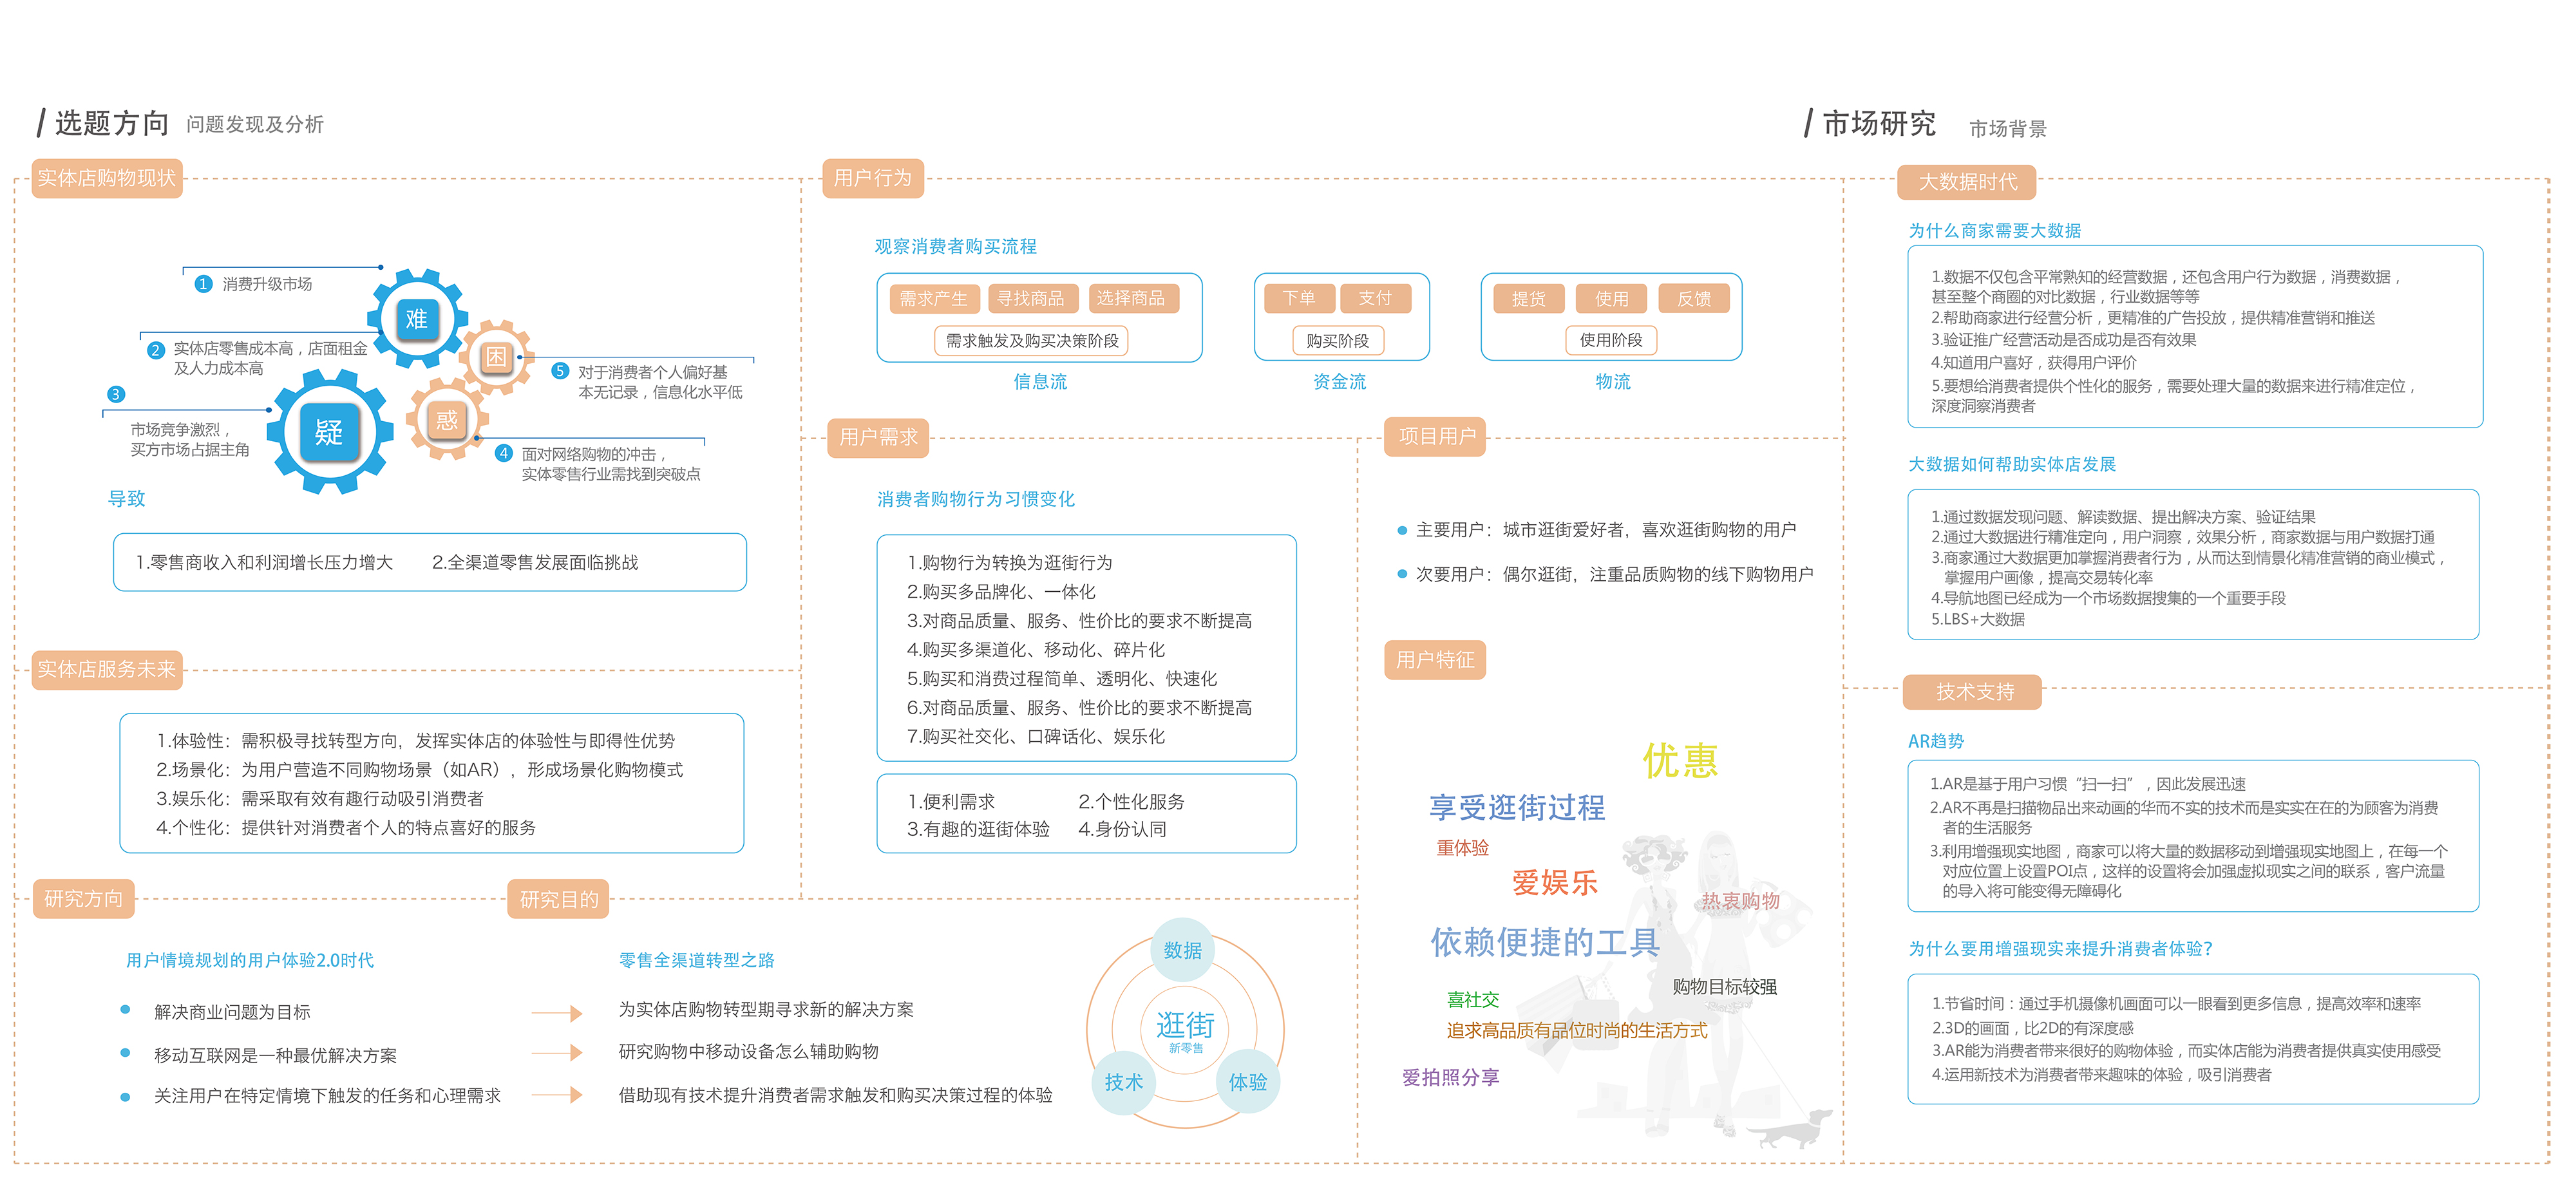 / 选题方向 问题发现及分析
实体店购物现状
1 消费升级市场
2 实体店零售成本高，店面租金
及人力成本高
3
市场竞争激烈，
买方市场占据主角
难
困
疑
惑
5 对于消费者个人偏好基
本无记录，信息化水平低
4 面对网络购物的冲击，
实体零售行业需找到突破点
导致
1.零售商收入和利润增长压力增大 2.全渠道零售发展面临挑战
实体店服务未来
1.体验性：需积极寻找转型方向，发挥实体店的体验性与即得性优势
2.场景化：为用户营造不同购物场景（如AR），形成场景化购物模式
3.娱乐化：需采取有效有趣行动吸引消费者
4.个性化：提供针对消费者个人的特点喜好的服务
研究方向
用户情境规划的用户体验2.0时代
解决商业问题为目标
移动互联网是一种最优解决方案
关注用户在特定情境下触发的任务和心理需求
研究目的
零售全渠道转型之路
为实体店购物转型期寻求新的解决方案
研究购物中移动设备怎么辅助购物
借助现有技术提升消费者需求触发和购买决策过程的体验
数据
逛街
新零售
技术
体验
用户行为
观察消费者购买流程
需求产生 寻找商品 选择商品
需求触发及购买决策阶段
信息流
下单 支付
购买阶段
资金流
提货 使用 反馈
使用阶段
物流
用户需求
消费者购物行为习惯变化
1.购物行为转换为逛街行为
2.购买多品牌化、一体化
3.对商品质量、服务、性价比的要求不断提高
4.购买多渠道化、移动化、碎片化
5.购买和消费过程简单、透明化、快速化
6.对商品质量、服务、性价比的要求不断提高
7.购买社交化、口碑话化、娱乐化
1.便利需求 2.个性化服务
3.有趣的逛街体验 4.身份认同
项目用户
主要用户：城市逛街爱好者，喜欢逛街购物的用户
次要用户：偶尔逛街，注重品质购物的线下购物用户
用户特征
优惠
享受逛街过程
重体验
爱娱乐
热衷购物
依赖便捷的工具
购物目标较强
喜社交
追求高品质有品位时尚的生活方式
爱拍照分享
/ 市场研究 市场背景
大数据时代
为什么商家需要大数据
1.数据不仅包含平常熟知的经营数据，还包含用户行为数据，消费数据，
甚至整个商圈的对比数据，行业数据等等
2.帮助商家进行经营分析，更精准的广告投放，提供精准营销和推送
3.验证推广经营活动是否成功是否有效果
4.知道用户喜好，获得用户评价
5.要想给消费者提供个性化的服务，需要处理大量的数据来进行精准定位，
深度洞察消费者
大数据如何帮助实体店发展
1.通过数据发现问题、解读数据、提出解决方案、验证结果
2.通过大数据进行精准定向，用户洞察，效果分析，商家数据与用户数据打通
3.商家通过大数据更加掌握消费者行为，从而达到情景化精准营销的商业模式，
掌握用户画像，提高交易转化率
4.导航地图已经成为一个市场数据搜集的一个重要手段
5.LBS+大数据
技术支持
AR趋势
1.AR是基于用户习惯“扫一扫”，因此发展迅速
2.AR不再是扫描物品出来动画的华而不实的技术而是实实在在的为顾客为消费
者的生活服务
3.利用增强现实地图，商家可以将大量的数据移动到增强现实地图上，在每一个
对应位置上设置POI点，这样的设置将会加强虚拟现实之间的联系，客户流量
的导入将可能变得无障碍化
为什么要用增强现实来提升消费者体验？
1.节省时间：通过手机摄像机画面可以一眼看到更多信息，提高效率和速率
2.3D的画面，比2D的有深度感
3.AR能为消费者带来很好的购物体验，而实体店能为消费者提供真实使用感受
4.运用新技术为消费者带来趣味的体验，吸引消费者